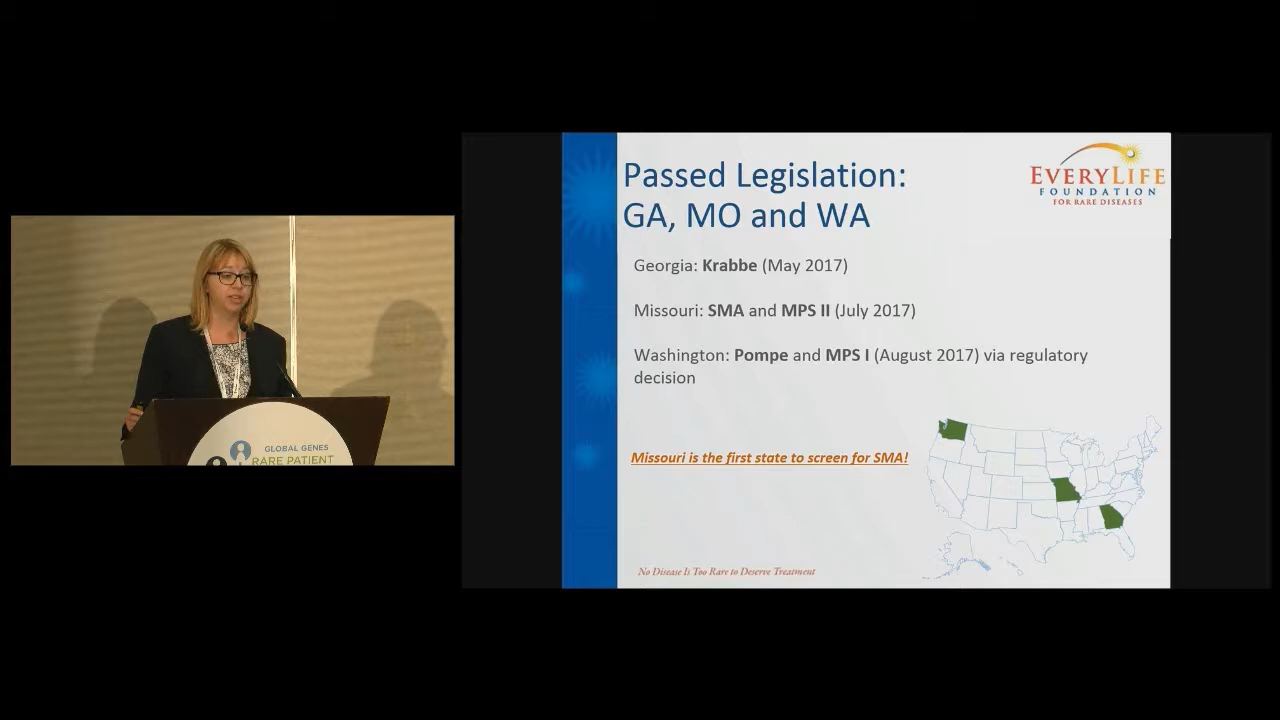 Passed Legislation:
GA, MO and WA
EVERYLIFE
FOUNDATION
FOR RARE DISEASES
Georgia: Krabbe (May 2017)
Missouri: SMA and MPS II (July 2017)
Washington: Pompe and MPS I (August 2017) via regulatory
decision
Missouri is the first state to screen for SMA!
No Disease Is Too Rare to Deserve Treatment
GLOBAL GENES
RARE PATIENT